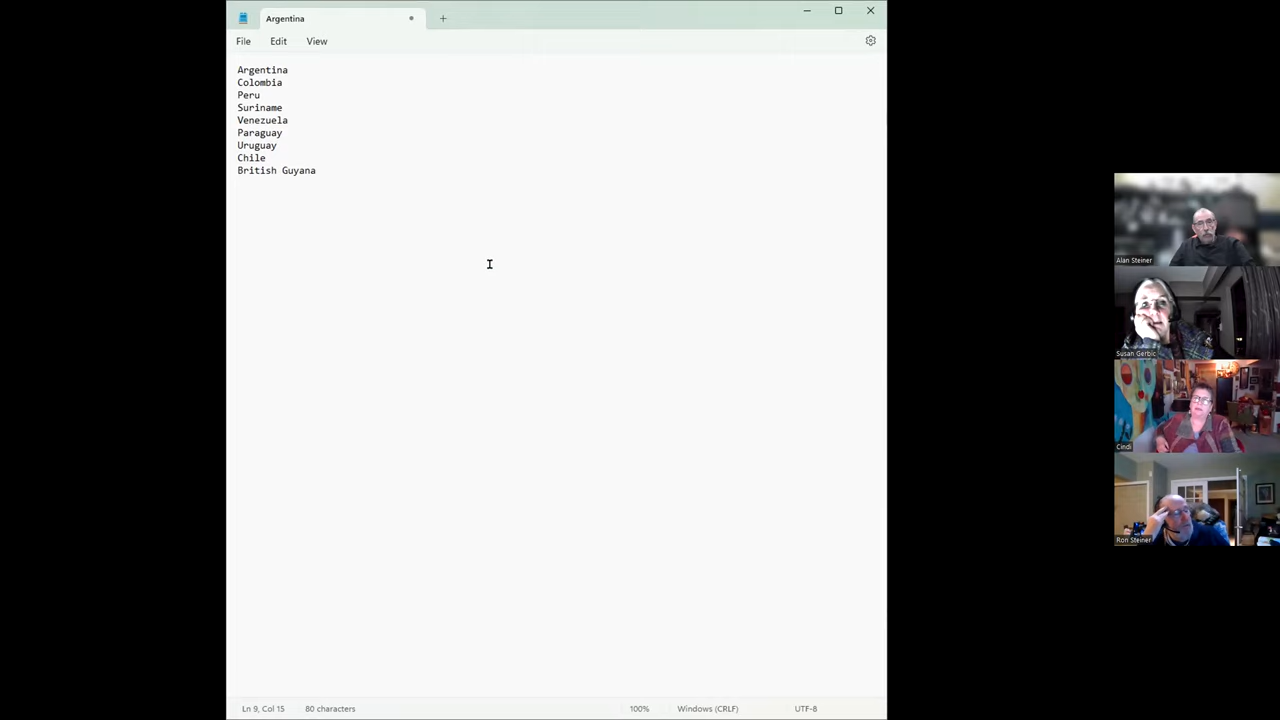 Argentina
File Edit View
Argentina
Colombia
Peru
Suriname
Venezuela
Paraguay
Uruguay
Chile
British Guyana
Alan Steiner
Susan Gerbic
Cindi
Ron Steiner
Ln 9, Col 15 80 characters 100% Windows (CRLF) UTF-8